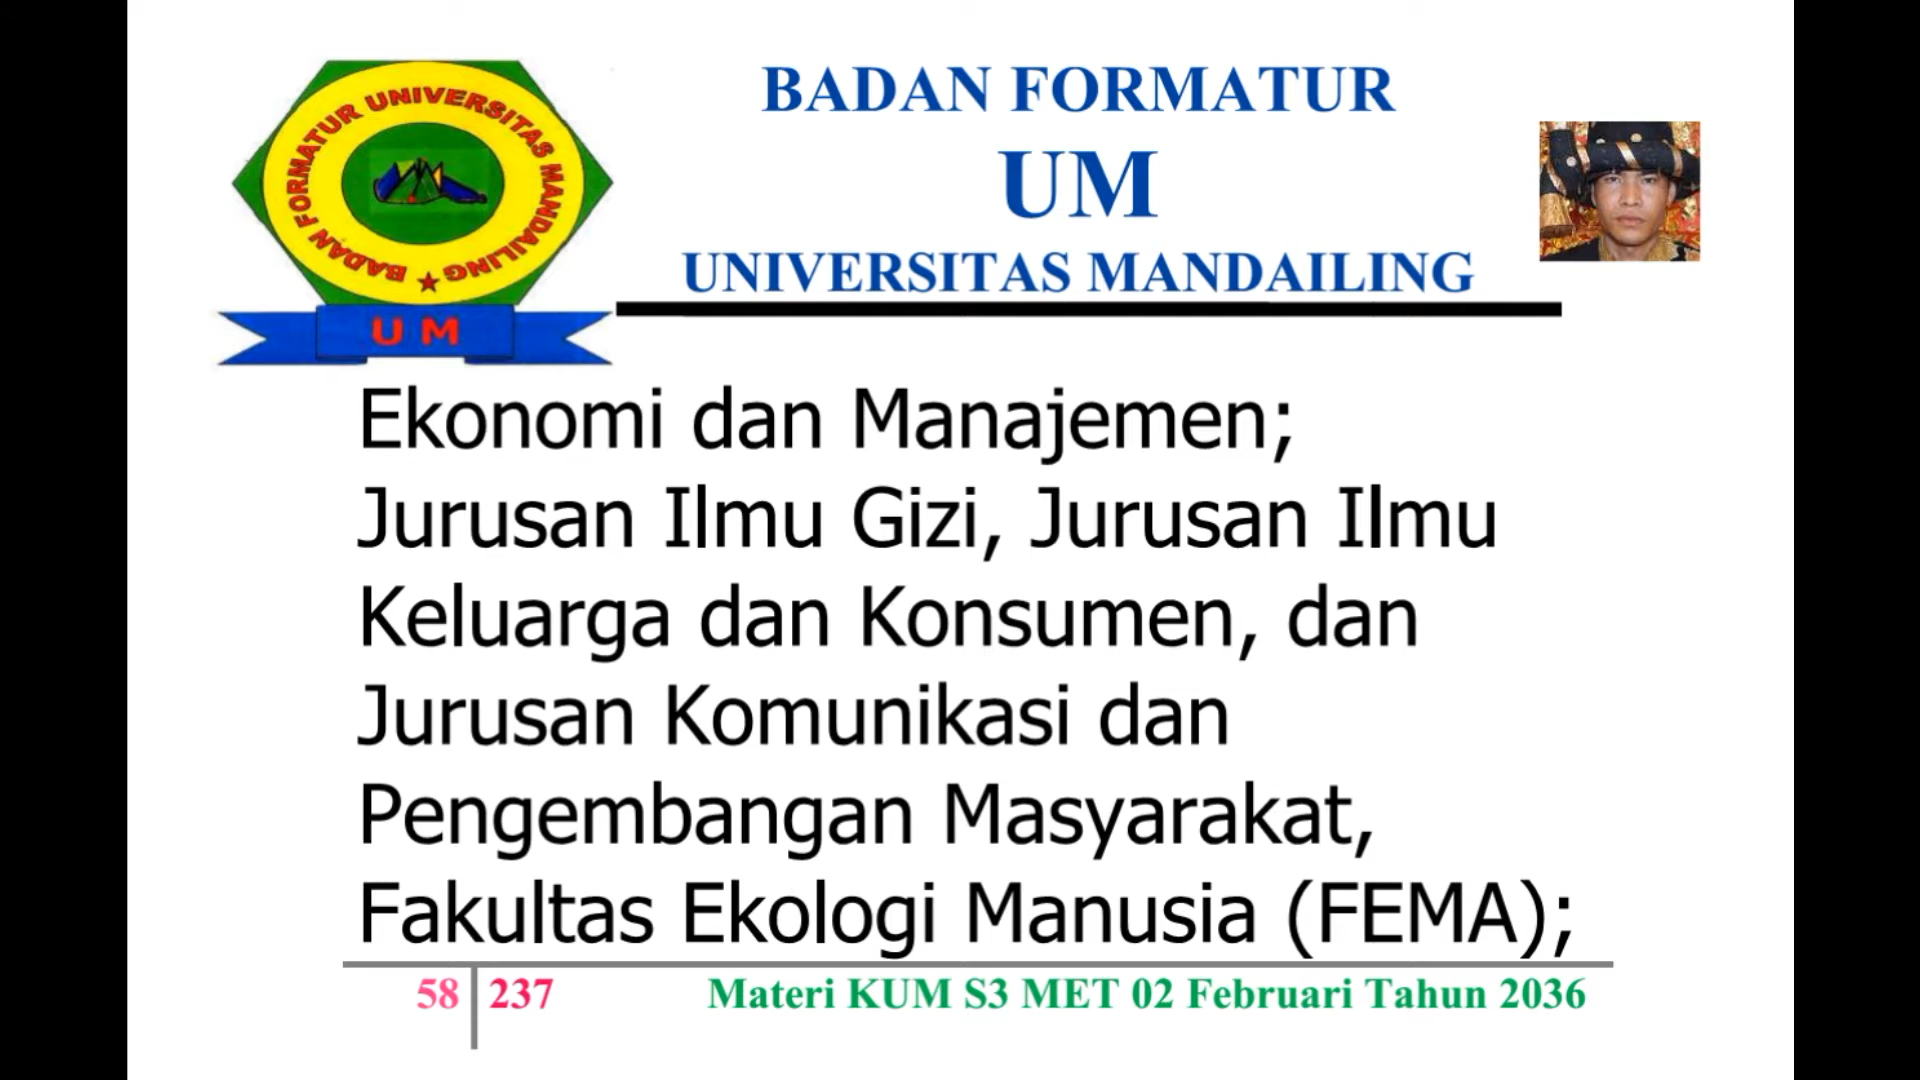 BADAN FORMATUR UNIVERSITAS MANDAILING
U M
BADAN FORMATUR
UM
UNIVERSITAS MANDAILING
Ekonomi dan Manajemen;
Jurusan Ilmu Gizi, Jurusan Ilmu
Keluarga dan Konsumen, dan
Jurusan Komunikasi dan
Pengembangan Masyarakat,
Fakultas Ekologi Manusia (FEMA);
58 237 Materi KUM S3 MET 02 Februari Tahun 2036